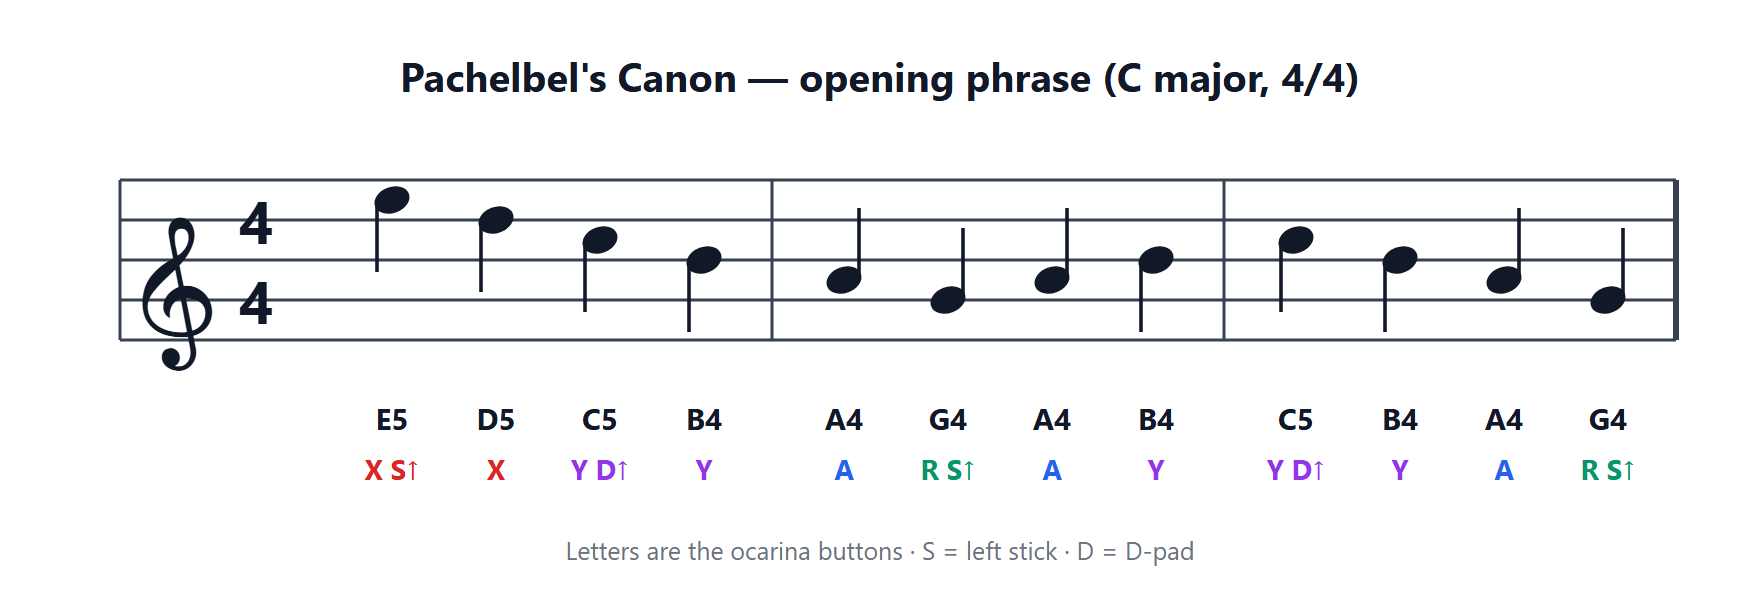 Pachelbel's Canon — opening phrase (C major, 4/4)
4
4
E5 D5 C5 B4 A4 G4 A4 B4 C5 B4 A4 G4
X S↑ X Y D↑ Y A R S↑ A Y Y D↑ Y A R S↑
Letters are the ocarina buttons · S = left stick · D = D-pad